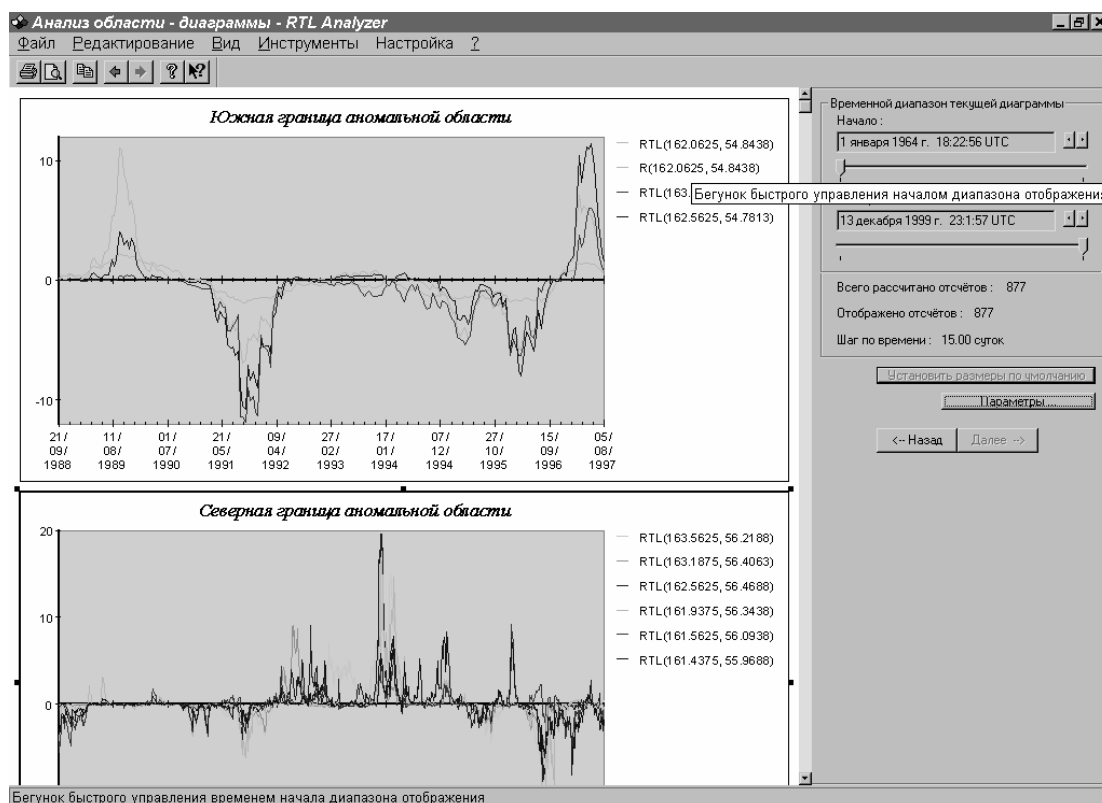 Анализ области - диаграммы - RTL Analyzer
Файл Редактирование Вид Инструменты Настройка ?
Южная граница аномальной области
10
0
-10
21/09/1988 11/08/1989 01/07/1990 21/05/1991 09/04/1992 27/02/1993 17/01/1994 07/12/1994 27/10/1995 15/09/1996 05/08/1997
RTL(162.0625, 54.8438)
R(162.0625, 54.8438)
RTL(163.
RTL(162.5625, 54.7813)
Северная граница аномальной области
20
10
0
RTL(163.5625, 56.2188)
RTL(163.1875, 56.4063)
RTL(162.5625, 56.4688)
RTL(161.9375, 56.3438)
RTL(161.5625, 56.0938)
RTL(161.4375, 55.9688)
Временной диапазон текущей диаграммы
Начало :
1 января 1964 г. 18:22:56 UTC
Бегунок быстрого управления началом диапазона отображени
13 декабря 1999 г. 23:1:57 UTC
Всего рассчитано отсчётов : 877
Отображено отсчётов : 877
Шаг по времени : 15.00 суток
Установить размеры по умолчанию
Параметры ...
<-- Назад Далее -->
Бегунок быстрого управления временем начала диапазона отображения